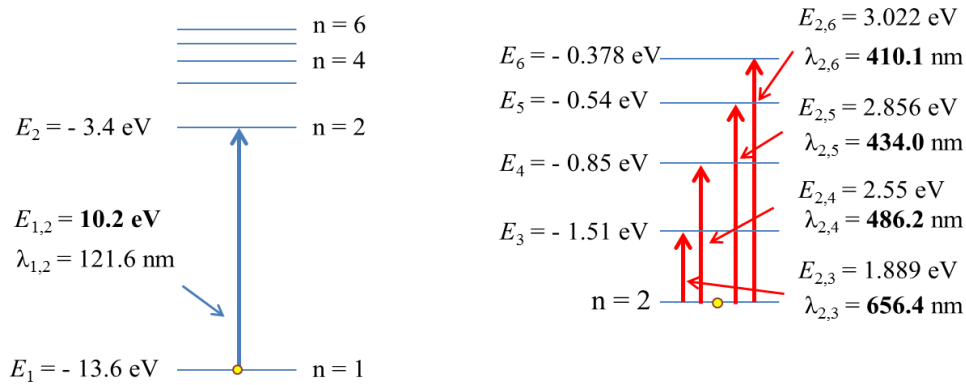 n = 6
n = 4
E2 = - 3.4 eV
n = 2
E1,2 = 10.2 eV
λ1,2 = 121.6 nm
E1 = - 13.6 eV
n = 1
E2,6 = 3.022 eV
E6 = - 0.378 eV
λ2,6 = 410.1 nm
E5 = - 0.54 eV
E2,5 = 2.856 eV
λ2,5 = 434.0 nm
E4 = - 0.85 eV
E2,4 = 2.55 eV
λ2,4 = 486.2 nm
E3 = - 1.51 eV
E2,3 = 1.889 eV
n = 2
λ2,3 = 656.4 nm